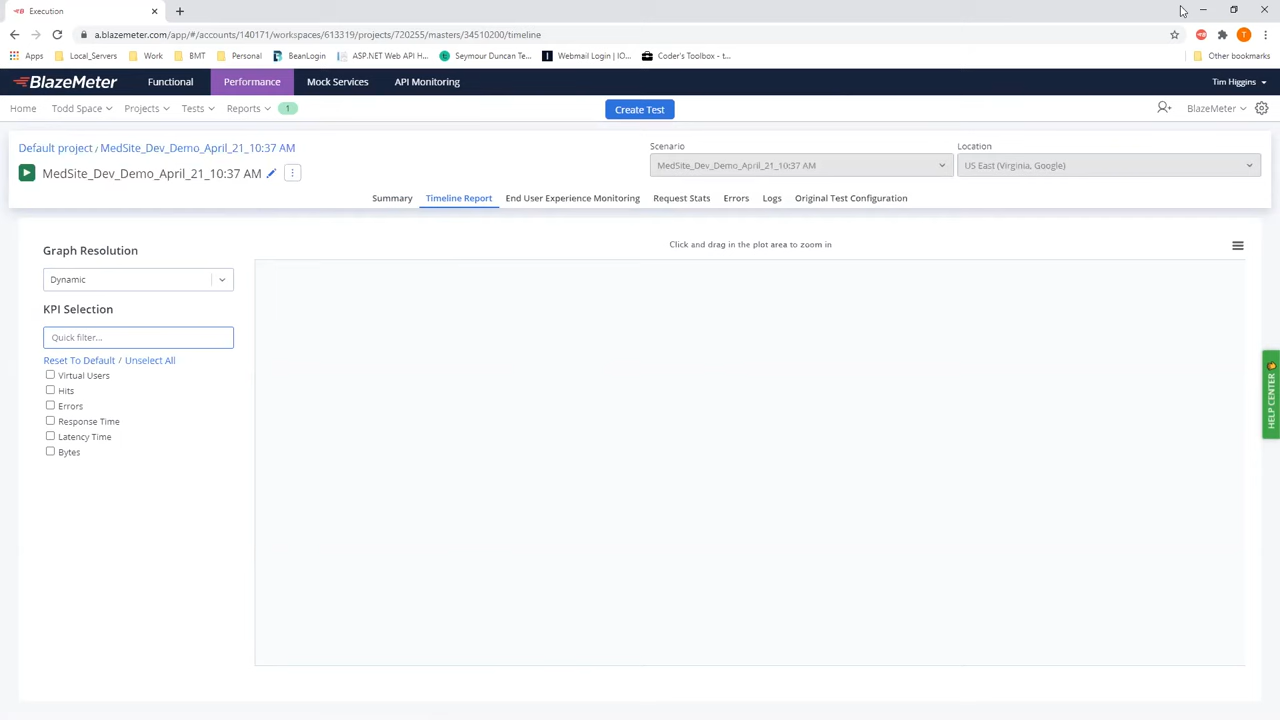 Execution
a.blazemeter.com/app/#/accounts/140171/workspaces/613319/projects/720255/masters/34510200/timeline
Apps Local_Servers Work BMT Personal BeanLogin ASP.NET Web API H... Seymour Duncan Te... Webmail Login | IO... Coder's Toolbox - t... Other bookmarks
BlazeMeter Functional Performance Mock Services API Monitoring Tim Higgins
Home Todd Space Projects Tests Reports 1 Create Test BlazeMeter
Default project / MedSite_Dev_Demo_April_21_10:37 AM
MedSite_Dev_Demo_April_21_10:37 AM
Scenario Location
MedSite_Dev_Demo_April_21_10:37 AM US East (Virginia, Google)
Summary Timeline Report End User Experience Monitoring Request Stats Errors Logs Original Test Configuration
Graph Resolution
Dynamic
KPI Selection
Quick filter...
Reset To Default / Unselect All
Virtual Users
Hits
Errors
Response Time
Latency Time
Bytes
Click and drag in the plot area to zoom in
HELP CENTER